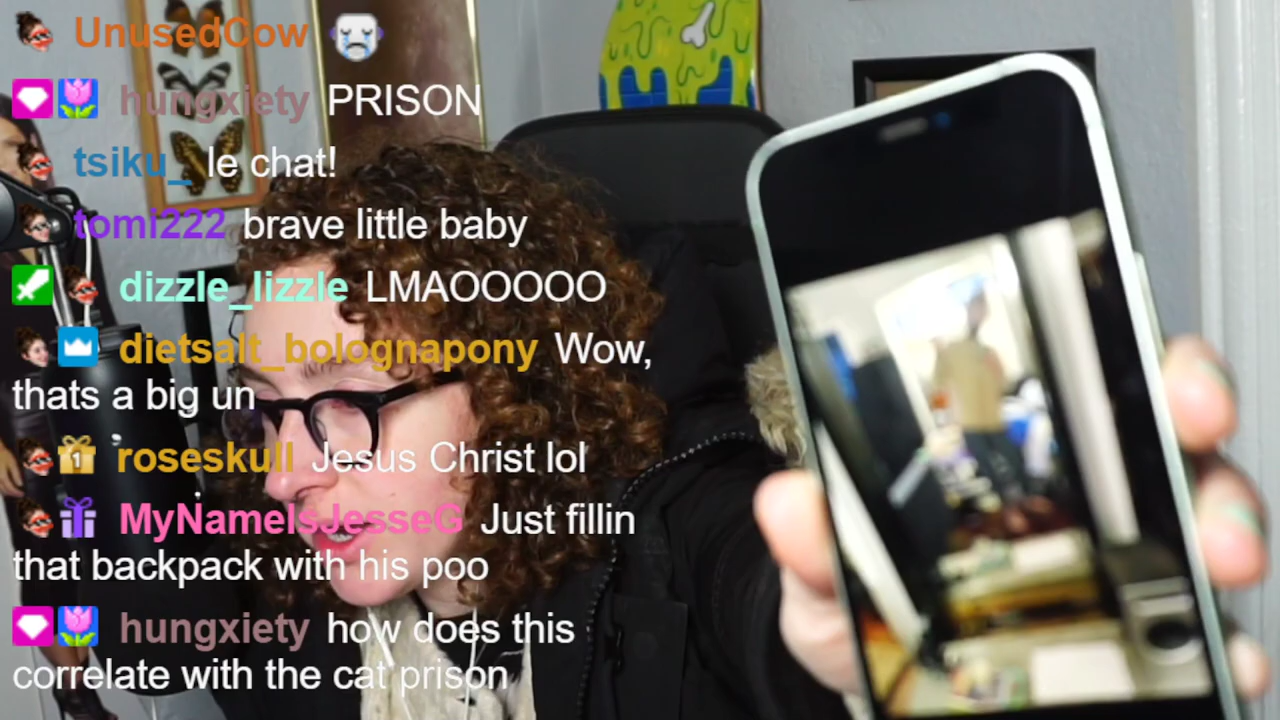 UnusedCow
hungxiety PRISON
tsiku_ le chat!
tomi222 brave little baby
dizzle_lizzle LMAOOOOO
dietsalt_bolognapony Wow,
thats a big un
1 roseskull Jesus Christ lol
MyNameIsJesseG Just fillin
that backpack with his poo
hungxiety how does this
correlate with the cat prison